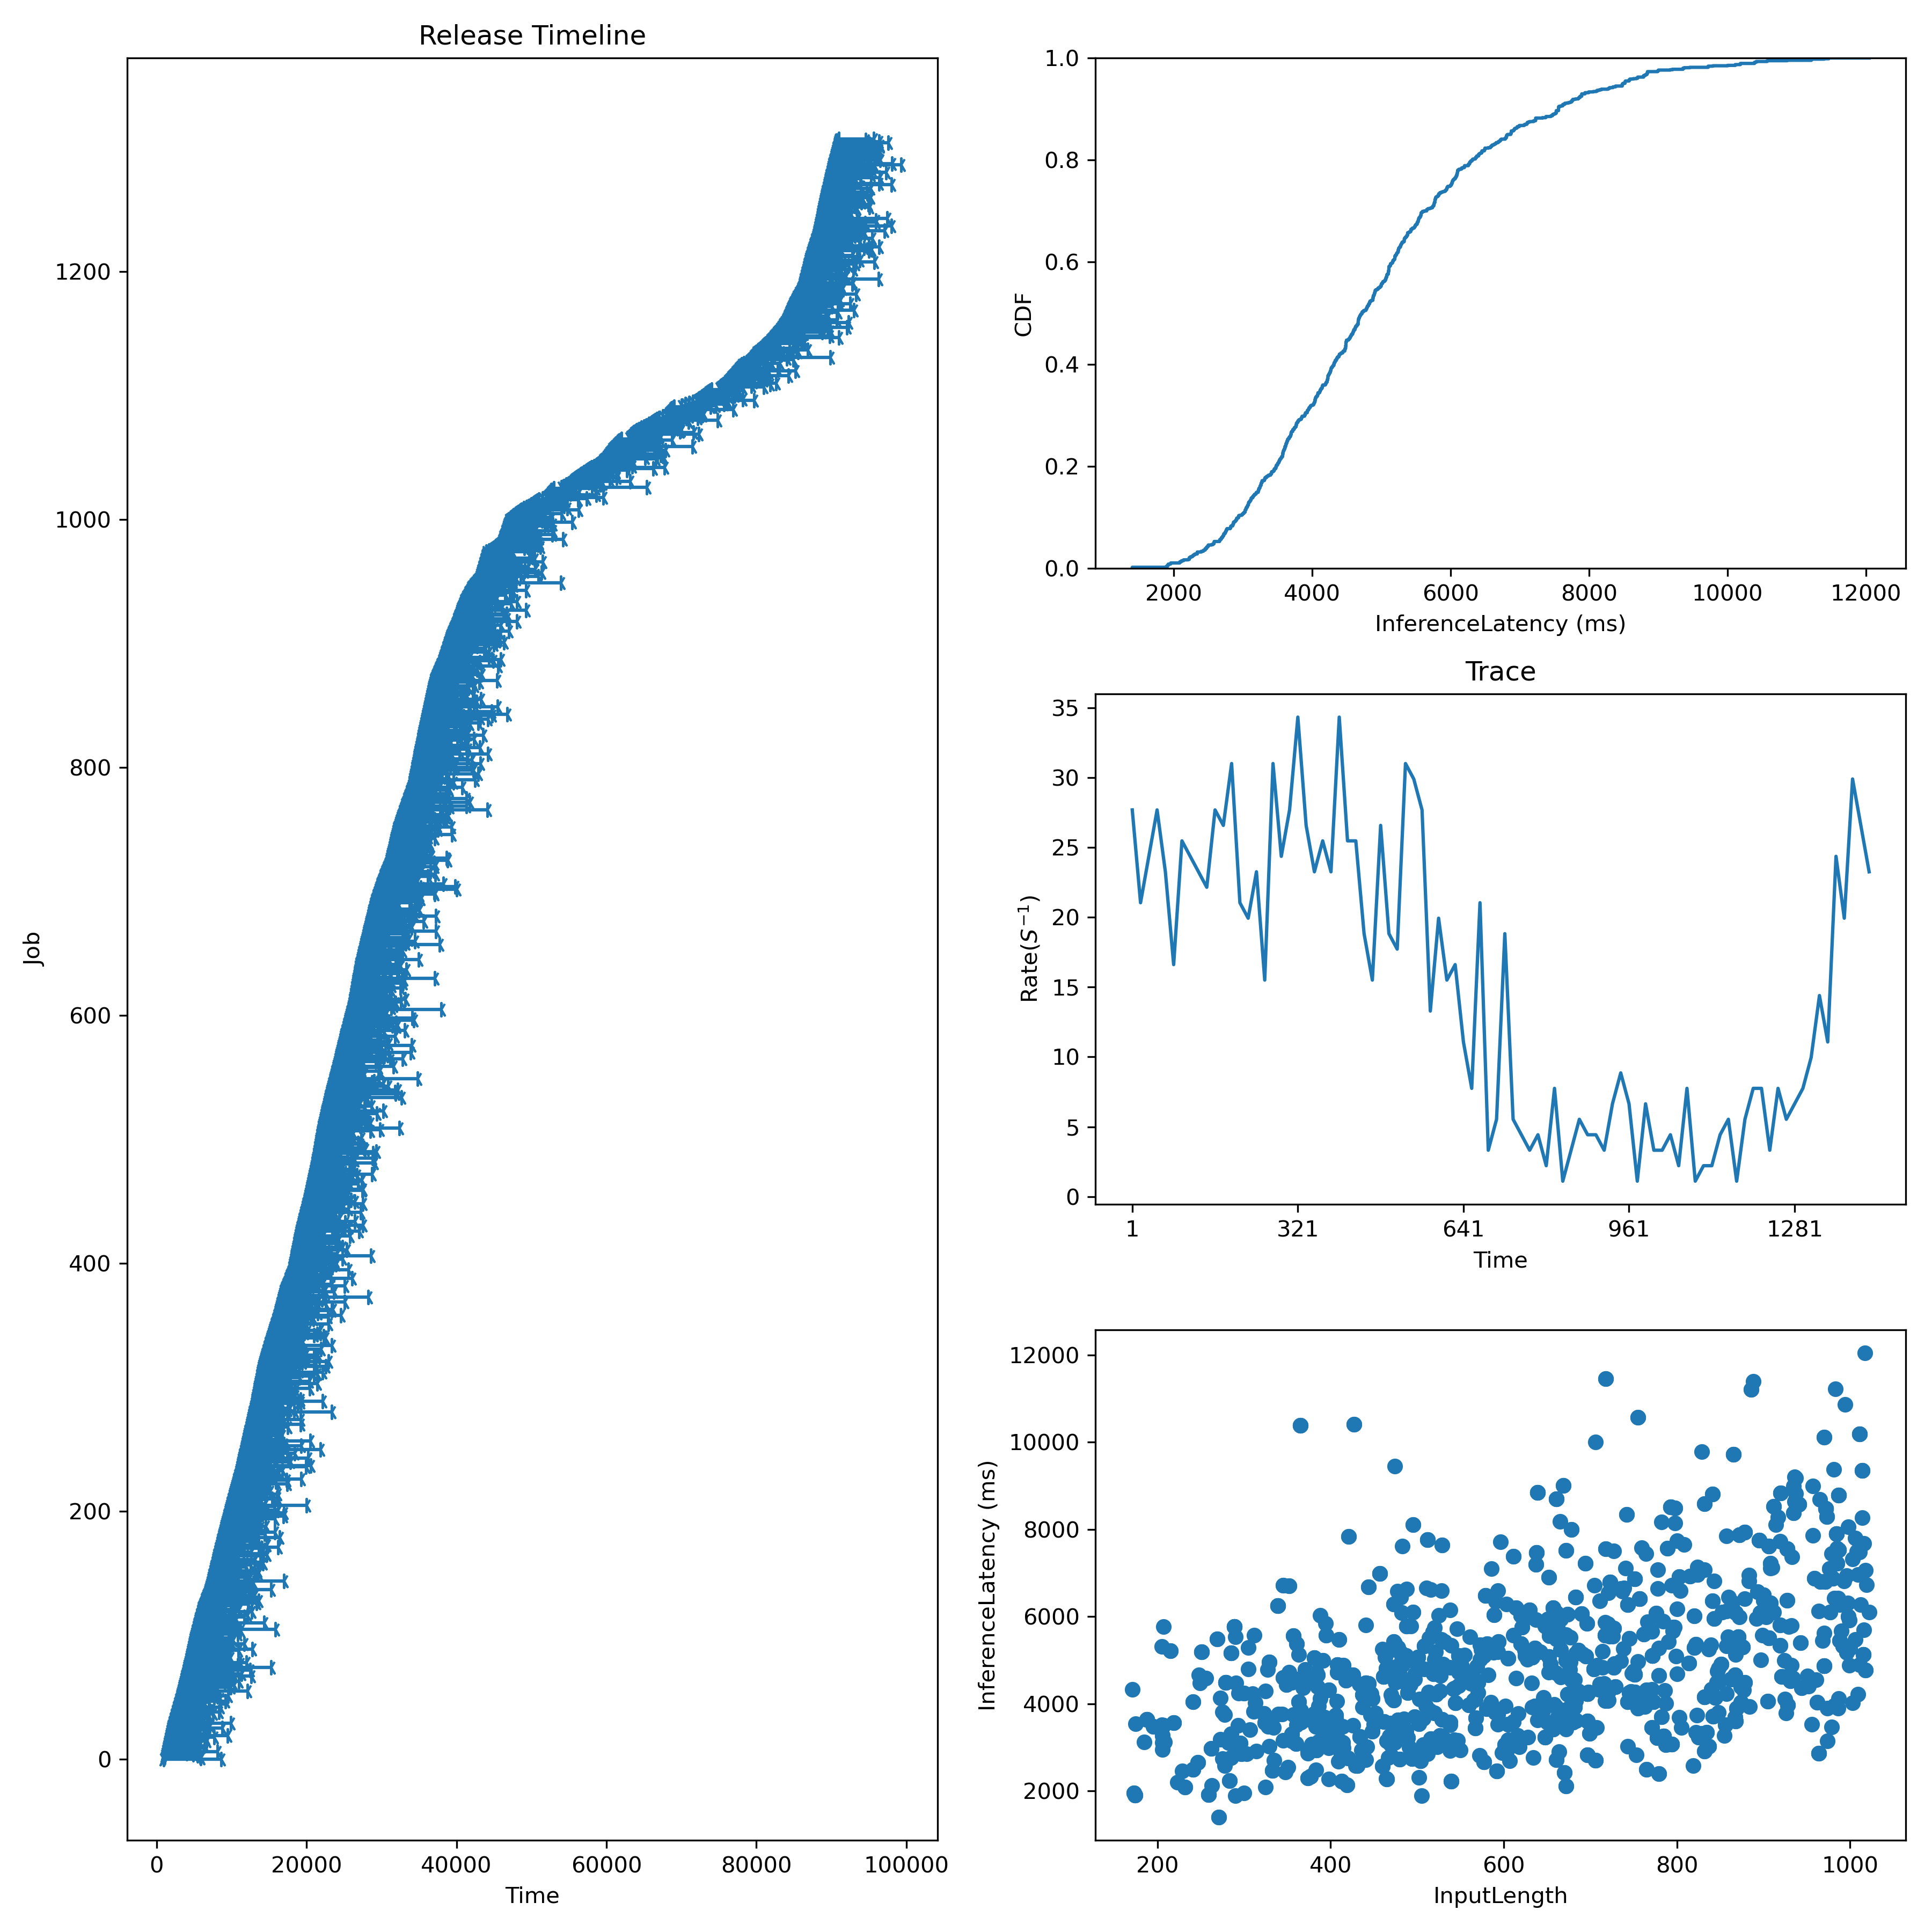 Release Timeline
1200
1000
800
600
400
200
0
Job
0 20000 40000 60000 80000 100000
Time
1.0
0.8
0.6
0.4
0.2
0.0
CDF
2000 4000 6000 8000 10000 12000
InferenceLatency (ms)
Trace
35
30
25
20
15
10
5
0
Rate(S⁻¹)
1 321 641 961 1281
Time
12000
10000
8000
6000
4000
2000
InferenceLatency (ms)
200 400 600 800 1000
InputLength